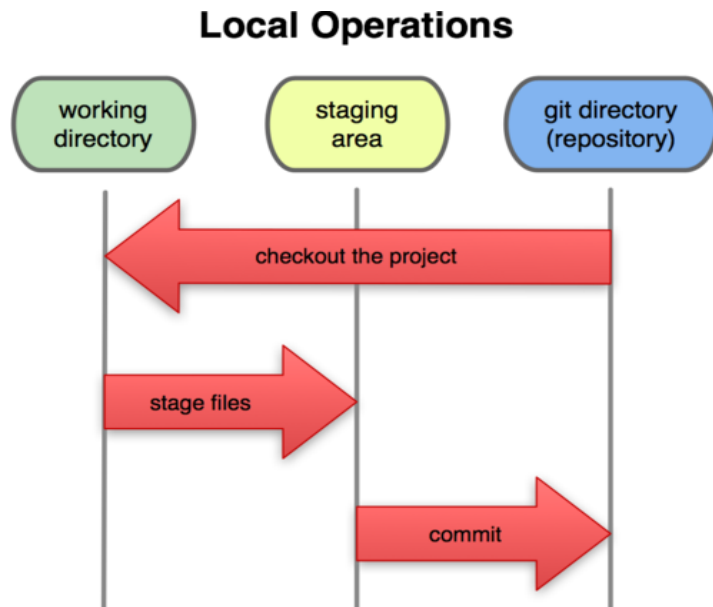 Local Operations
working
directory
staging
area
git directory
(repository)
checkout the project
stage files
commit